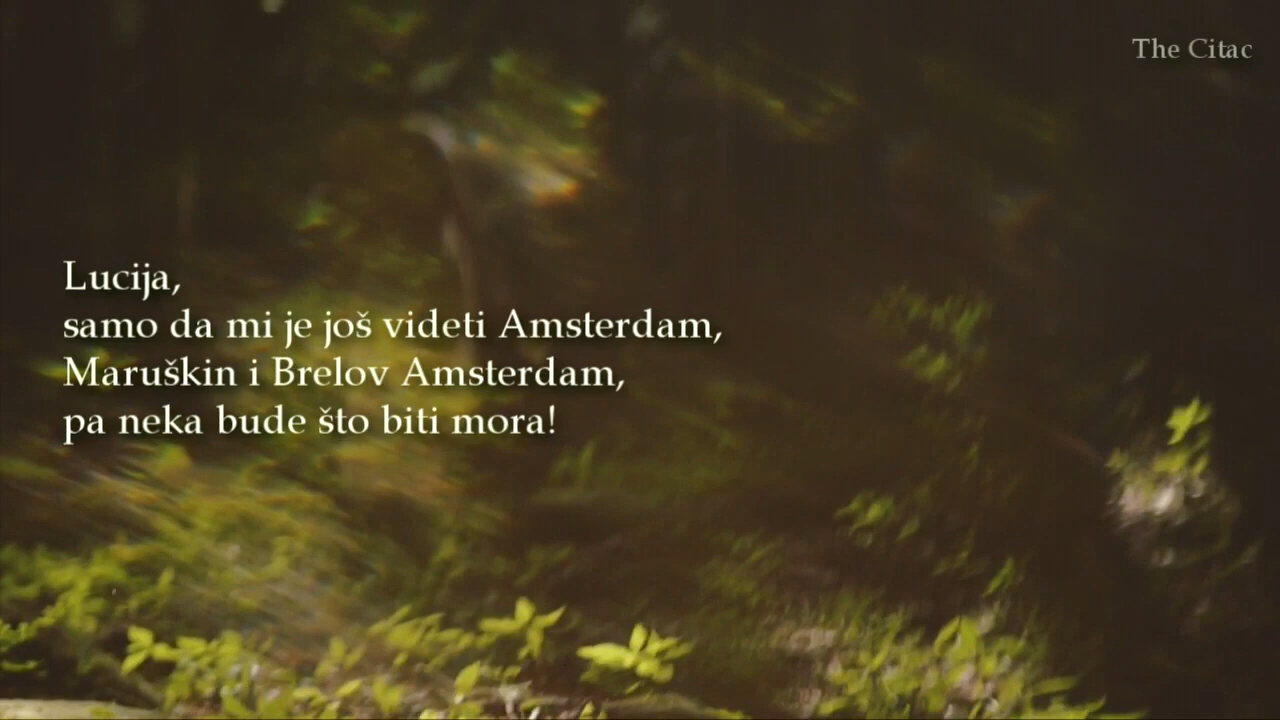 The Citac
Lucija,
samo da mi je još videti Amsterdam,
Maruškin i Brelov Amsterdam,
pa neka bude što biti mora!